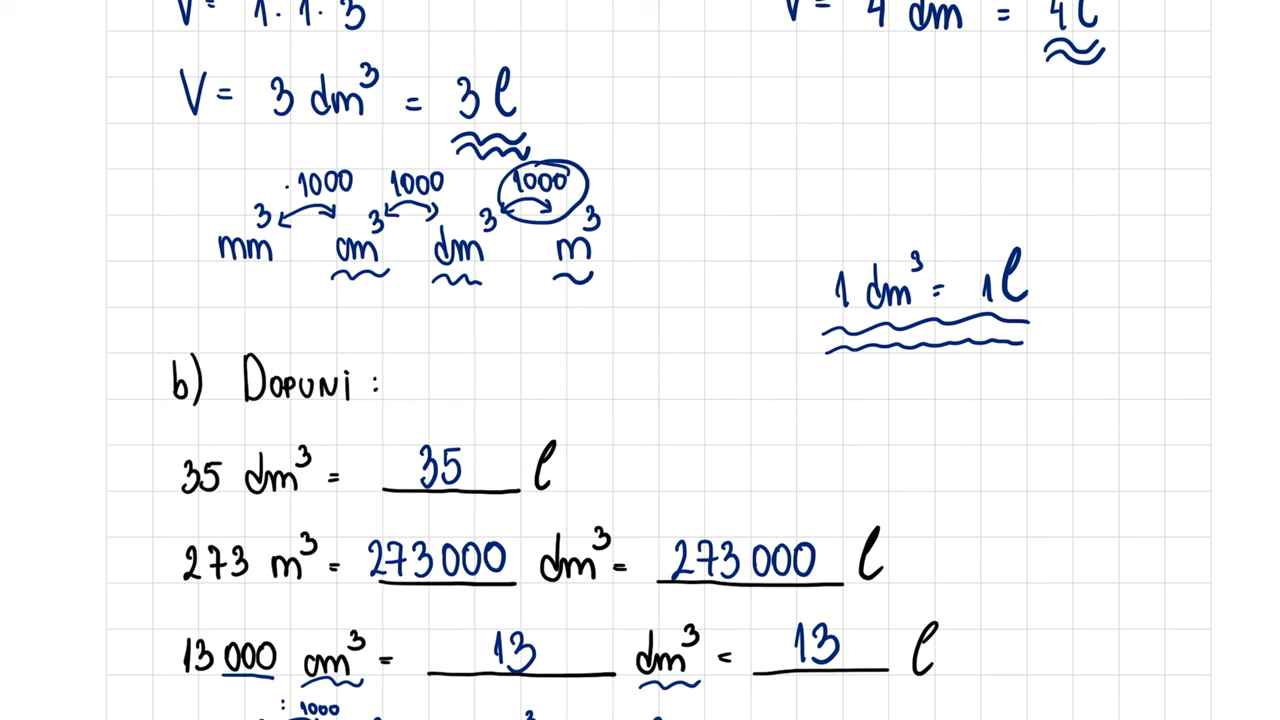 V = 1 · 1 · 3
V = 4 dm = 4 l
V = 3 dm³ = 3 l
· 1000 1000 1000
mm³ cm³ dm³ m³
1 dm³ = 1 l
b) DOPUNI :
35 dm³ = 35 l
273 m³ = 273 000 dm³ = 273 000 l
13 000 cm³ = 13 dm³ = 13 l
: 1000